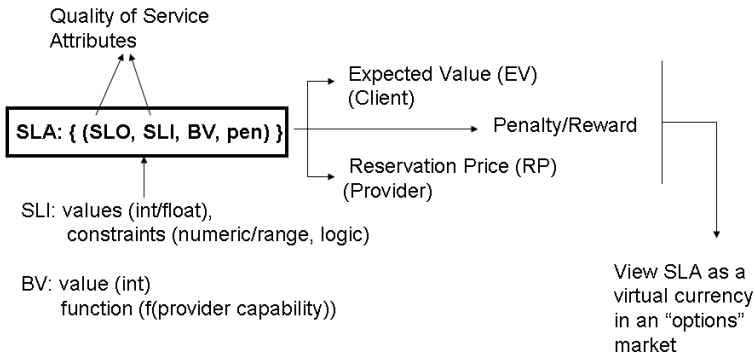 Quality of Service
Attributes
Expected Value (EV)
(Client)
SLA: { (SLO, SLI, BV, pen) }
Penalty/Reward
Reservation Price (RP)
(Provider)
SLI: values (int/float),
constraints (numeric/range, logic)
BV: value (int)
function (f(provider capability))
View SLA as a
virtual currency
in an “options”
market